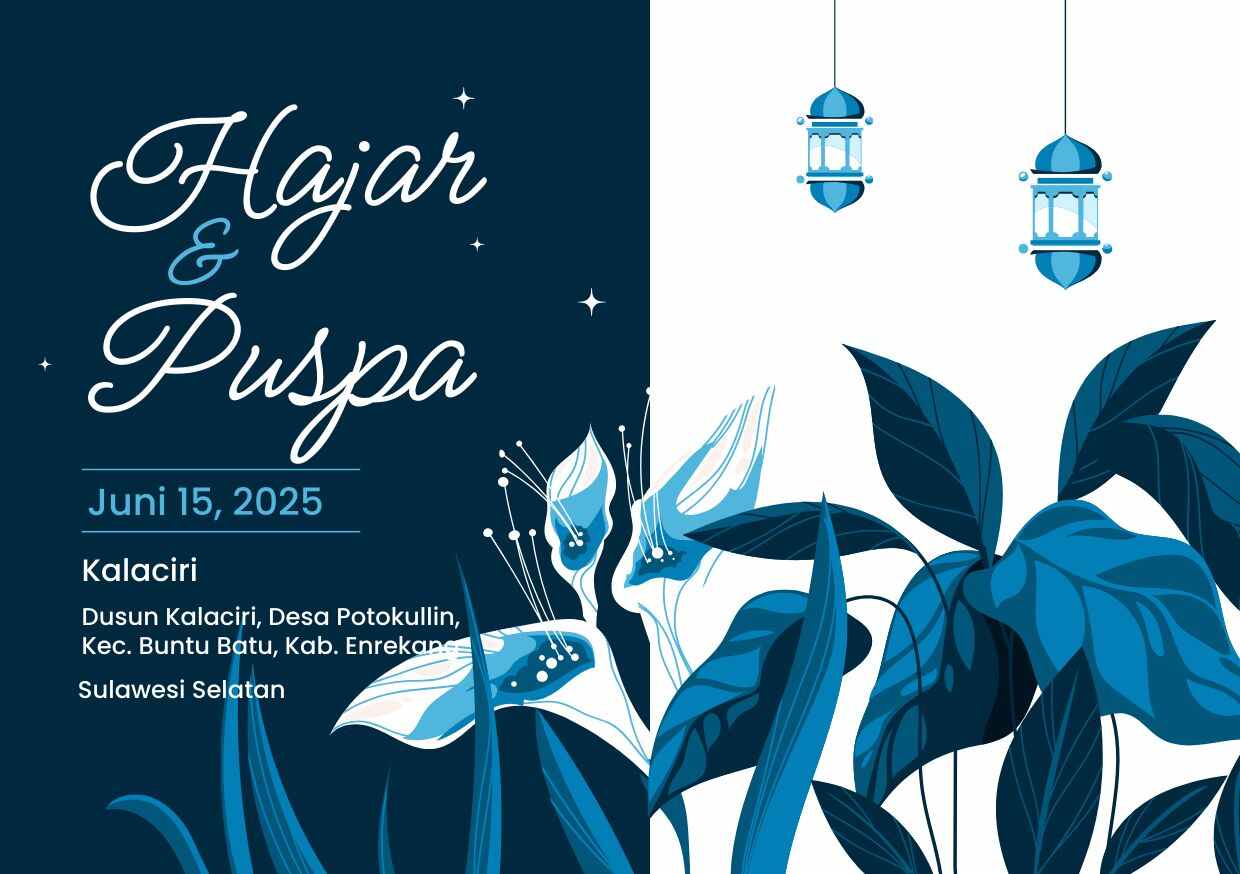 Hajar
&
Puspa
Juni 15, 2025
Kalaciri
Dusun Kalaciri, Desa Potokullin,
Kec. Buntu Batu, Kab. Enrekang
Sulawesi Selatan